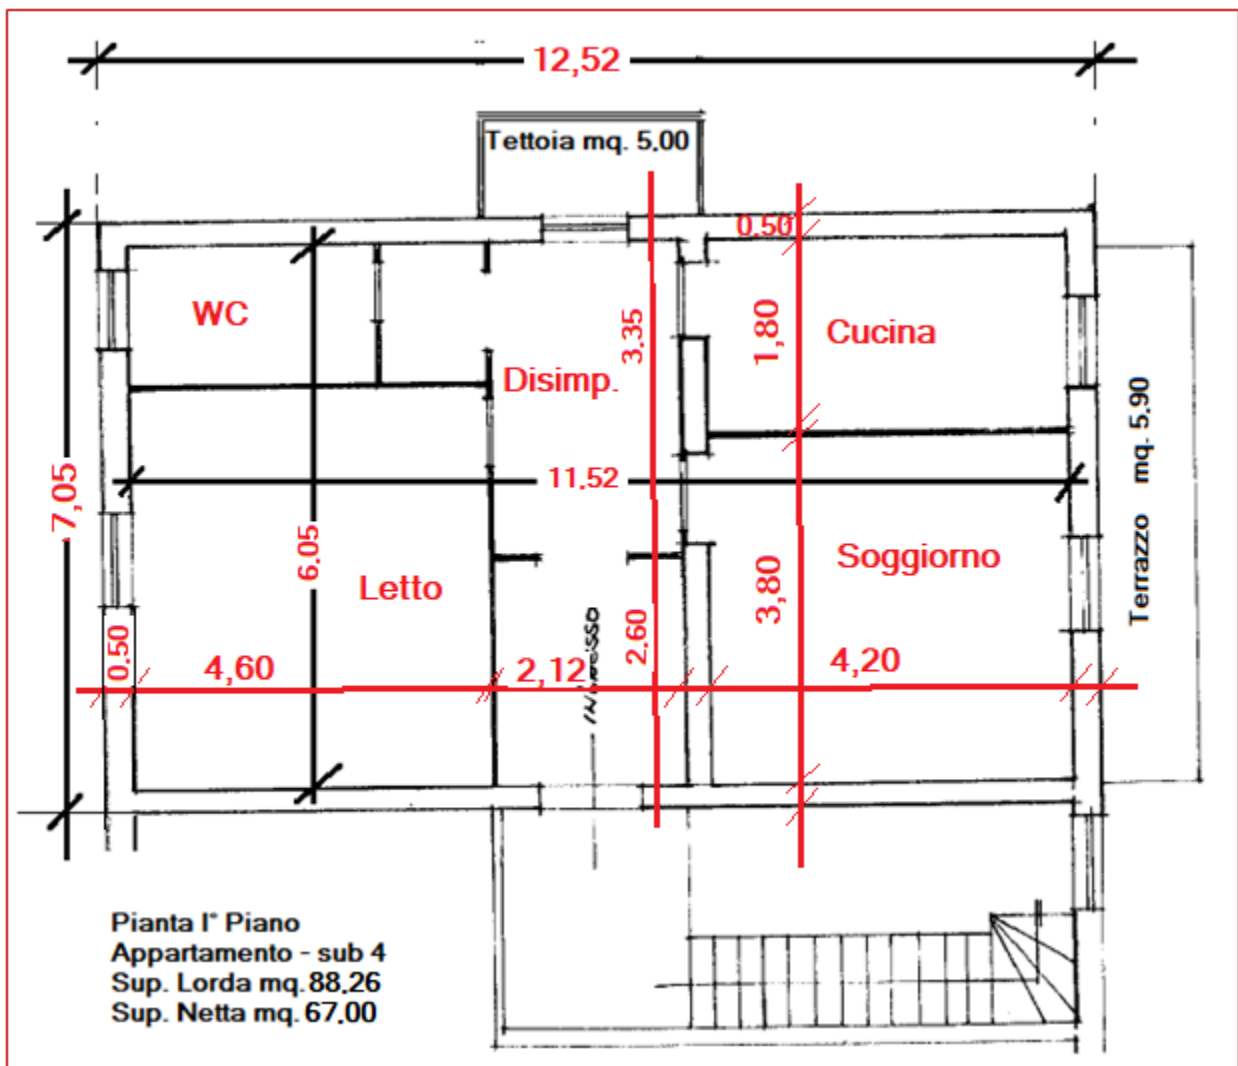 12,52
Tettoia mq. 5.00
0.50
WC
3.35
1,80
Cucina
Disimp.
Terrazzo mq. 5.90
7,05
11.52
6.05
Letto
Soggiorno
3,80
2.60
0.50
4,60
2,12
4,20
INGRESSO
Pianta I° Piano
Appartamento - sub 4
Sup. Lorda mq. 88.26
Sup. Netta mq. 67.00